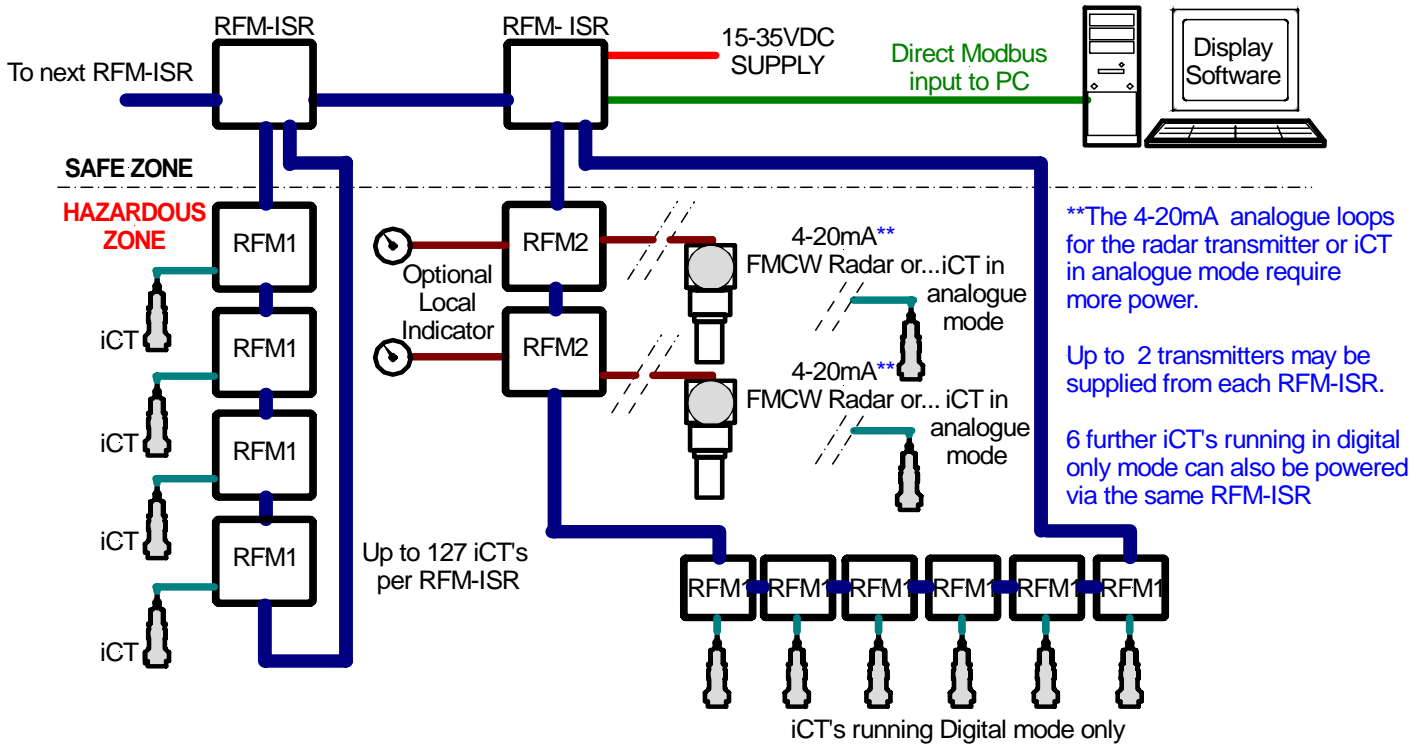 RFM-ISR
RFM- ISR
15-35VDC
SUPPLY
Direct Modbus
input to PC
Display
Software
To next RFM-ISR
SAFE ZONE
HAZARDOUS
ZONE
RFM1
iCT
RFM1
iCT
RFM1
iCT
RFM1
iCT
Up to 127 iCT's
per RFM-ISR
RFM2
Optional
Local
Indicator
RFM2
4-20mA**
FMCW Radar or...
iCT in
analogue
mode
4-20mA**
FMCW Radar or...
iCT in
analogue
mode
**The 4-20mA analogue loops
for the radar transmitter or iCT
in analogue mode require
more power.
Up to 2 transmitters may be
supplied from each RFM-ISR.
6 further iCT's running in digital
only mode can also be powered
via the same RFM-ISR
RFM1
RFM1
RFM1
RFM1
RFM1
RFM1
iCT's running Digital mode only